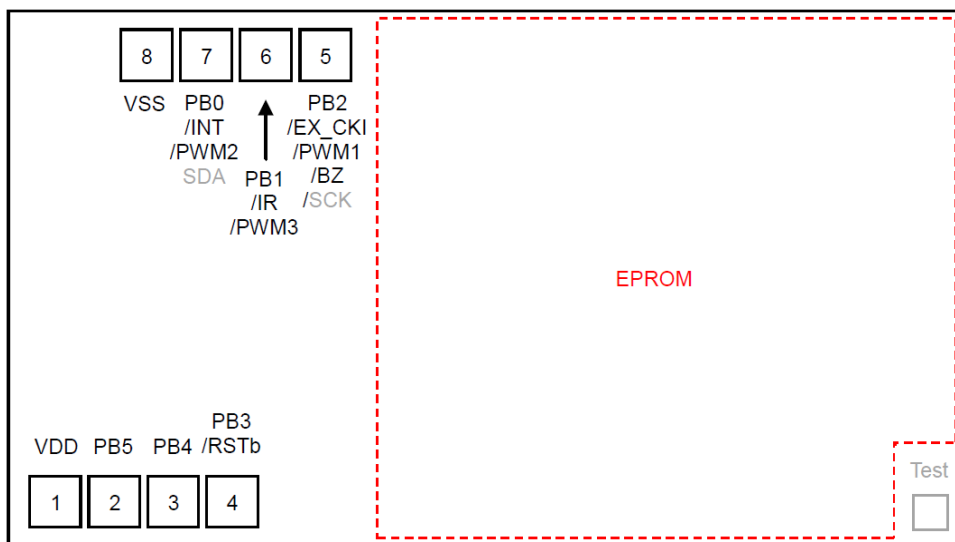 8 7 6 5
VSS
PB0
/INT
/PWM2
SDA
PB1
/IR
/PWM3
PB2
/EX_CKI
/PWM1
/BZ
/SCK
EPROM
VDD
PB5
PB4
PB3
/RSTb
1 2 3 4
Test